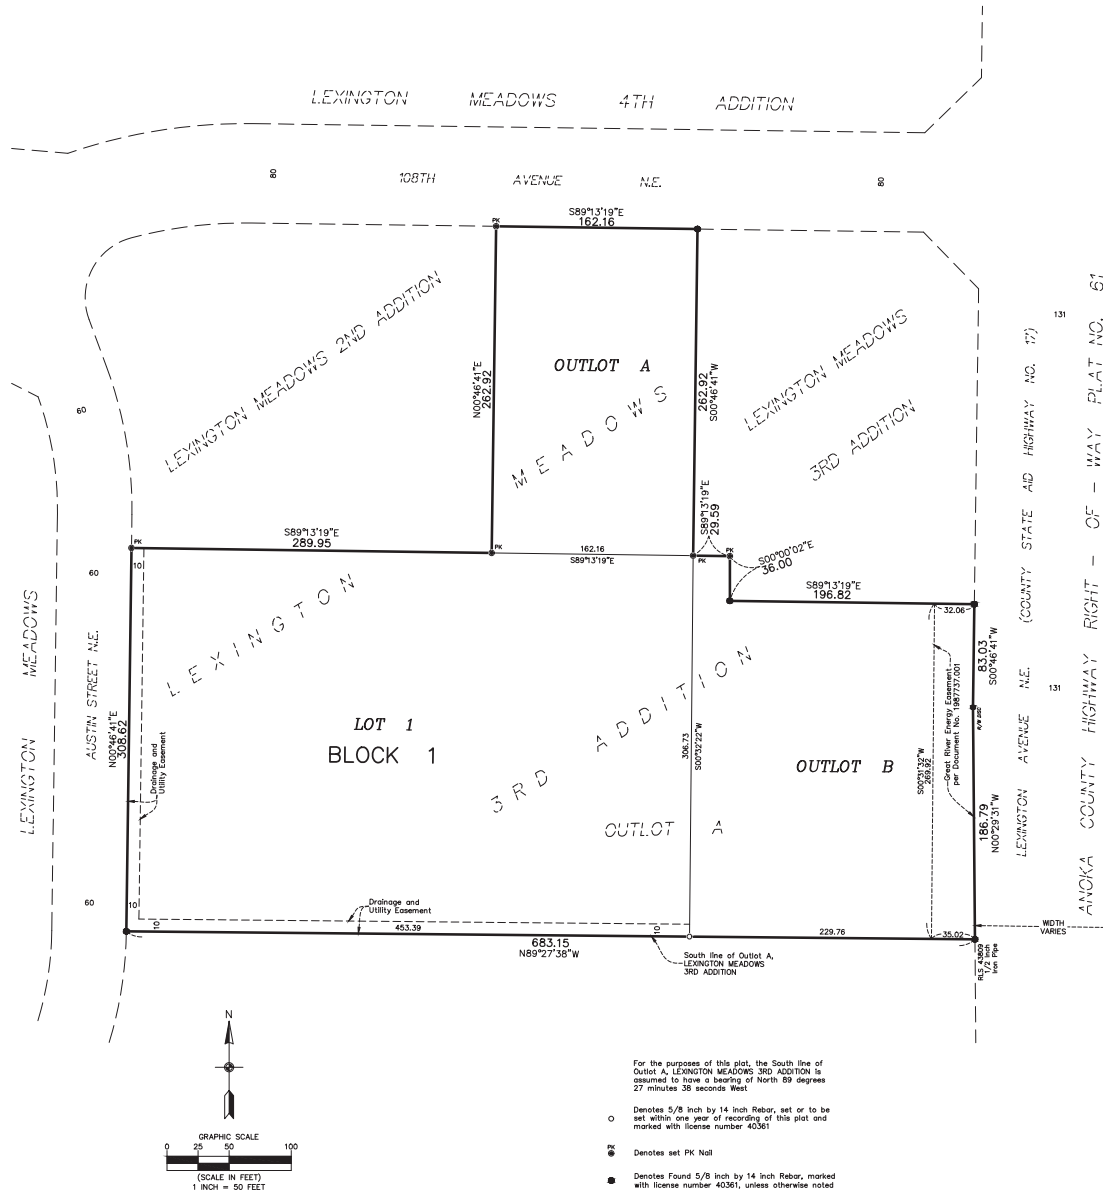 LEXINGTON MEADOWS 4TH ADDITION
80
108TH AVENUE N.E.
80
S89°13'19"E
162.16
PK
LEXINGTON MEADOWS 2ND ADDITION
OUTLOT A
N00°46'41"E
262.92
262.92
S00°46'41"W
LEXINGTON MEADOWS
3RD ADDITION
131
60
MEADOWS
S89°13'19"E
29.59
PK
S89°13'19"E
289.95
PK
162.16
S89°13'19"E
PK
PK
S00°00'02"E
36.00
10
60
S89°13'19"E
196.82
32.06
LEXINGTON
83.03
S00°46'41"W
131
R/W DISC
LEXINGTON MEADOWS
AUSTIN STREET N.E.
N00°46'41"E
308.62
Drainage and
Utility Easement
LOT 1
BLOCK 1
ADDITION
306.73
S00°32'22"W
OUTLOT B
S00°31'32"W
269.92
Great River Energy Easement
per Document No. 1987737.001
186.79
N00°29'31"W
LEXINGTON AVENUE N.E. (COUNTY STATE AID HIGHWAY NO. 17)
ANOKA COUNTY HIGHWAY RIGHT - OF - WAY PLAT NO. 61
3RD
OUTLOT A
60
10
10
Drainage and
Utility Easement
453.39
10
229.76
35.02
WIDTH
VARIES
683.15
N89°27'38"W
South line of Outlot A,
LEXINGTON MEADOWS
3RD ADDITION
RLS 43809
1/2 Inch
Iron Pipe
N
GRAPHIC SCALE
0 25 50 100
(SCALE IN FEET)
1 INCH = 50 FEET
For the purposes of this plat, the South line of
Outlot A, LEXINGTON MEADOWS 3RD ADDITION is
assumed to have a bearing of North 89 degrees
27 minutes 38 seconds West
Denotes 5/8 inch by 14 inch Rebar, set or to be
set within one year of recording of this plat and
marked with license number 40361
PK
Denotes set PK Nail
Denotes Found 5/8 inch by 14 inch Rebar, marked
with license number 40361, unless otherwise noted